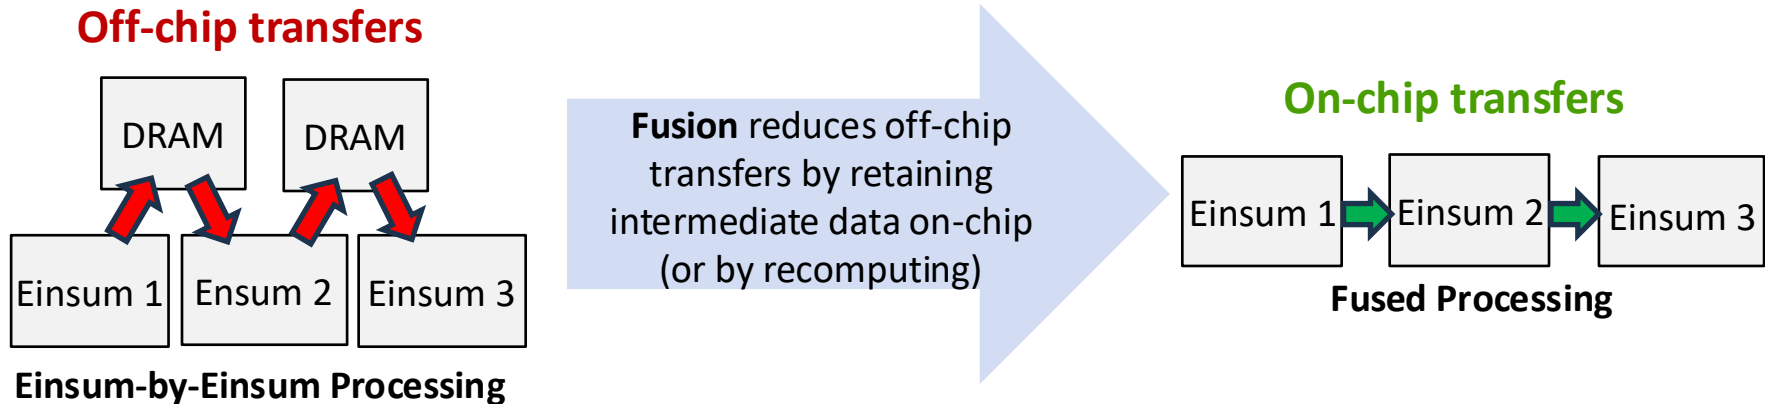 Off-chip transfers
DRAM
DRAM
Einsum 1
Ensum 2
Einsum 3
Einsum-by-Einsum Processing
Fusion reduces off-chip
transfers by retaining
intermediate data on-chip
(or by recomputing)
On-chip transfers
Einsum 1
Einsum 2
Einsum 3
Fused Processing